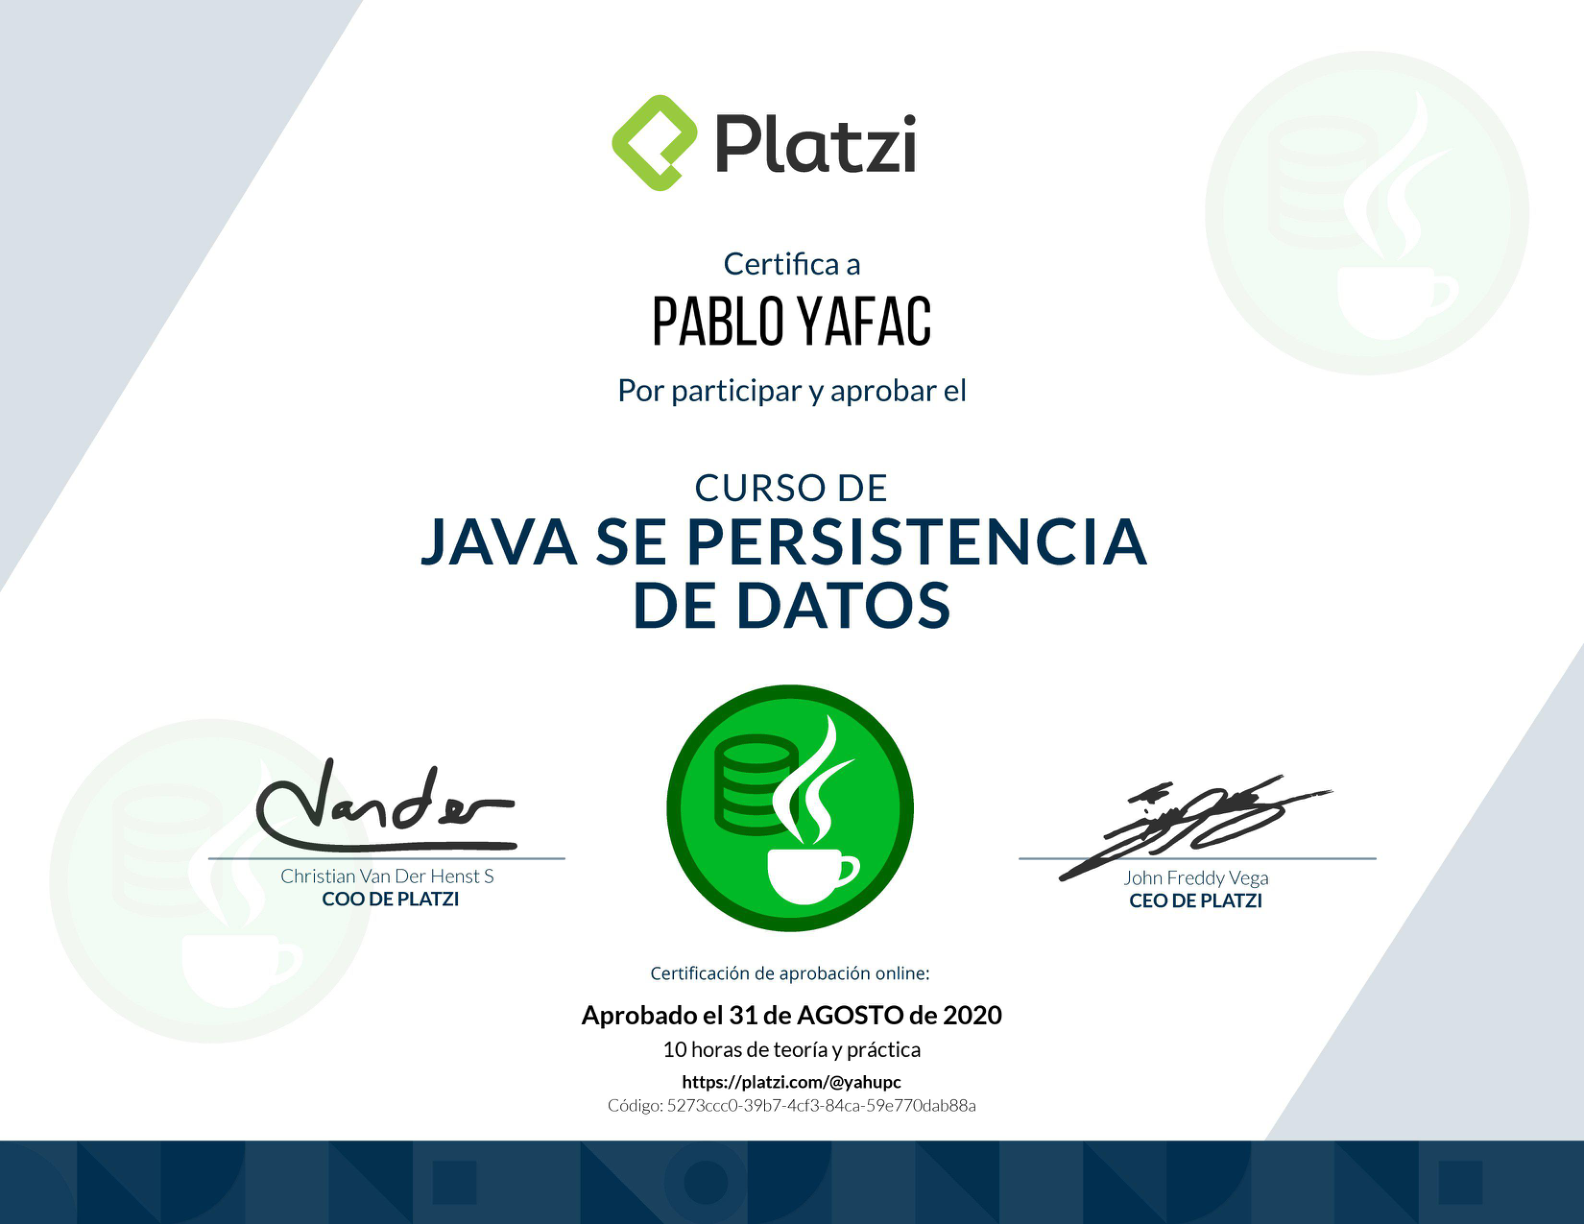 Platzi
Certifica a
PABLO YAFAC
Por participar y aprobar el
CURSO DE
JAVA SE PERSISTENCIA
DE DATOS
Vander
Christian Van Der Henst S
COO DE PLATZI
John Freddy Vega
CEO DE PLATZI
Certificación de aprobación online:
Aprobado el 31 de AGOSTO de 2020
10 horas de teoría y práctica
https://platzi.com/@yahupc
Código: 5273ccc0-39b7-4cf3-84ca-59e770dab88a